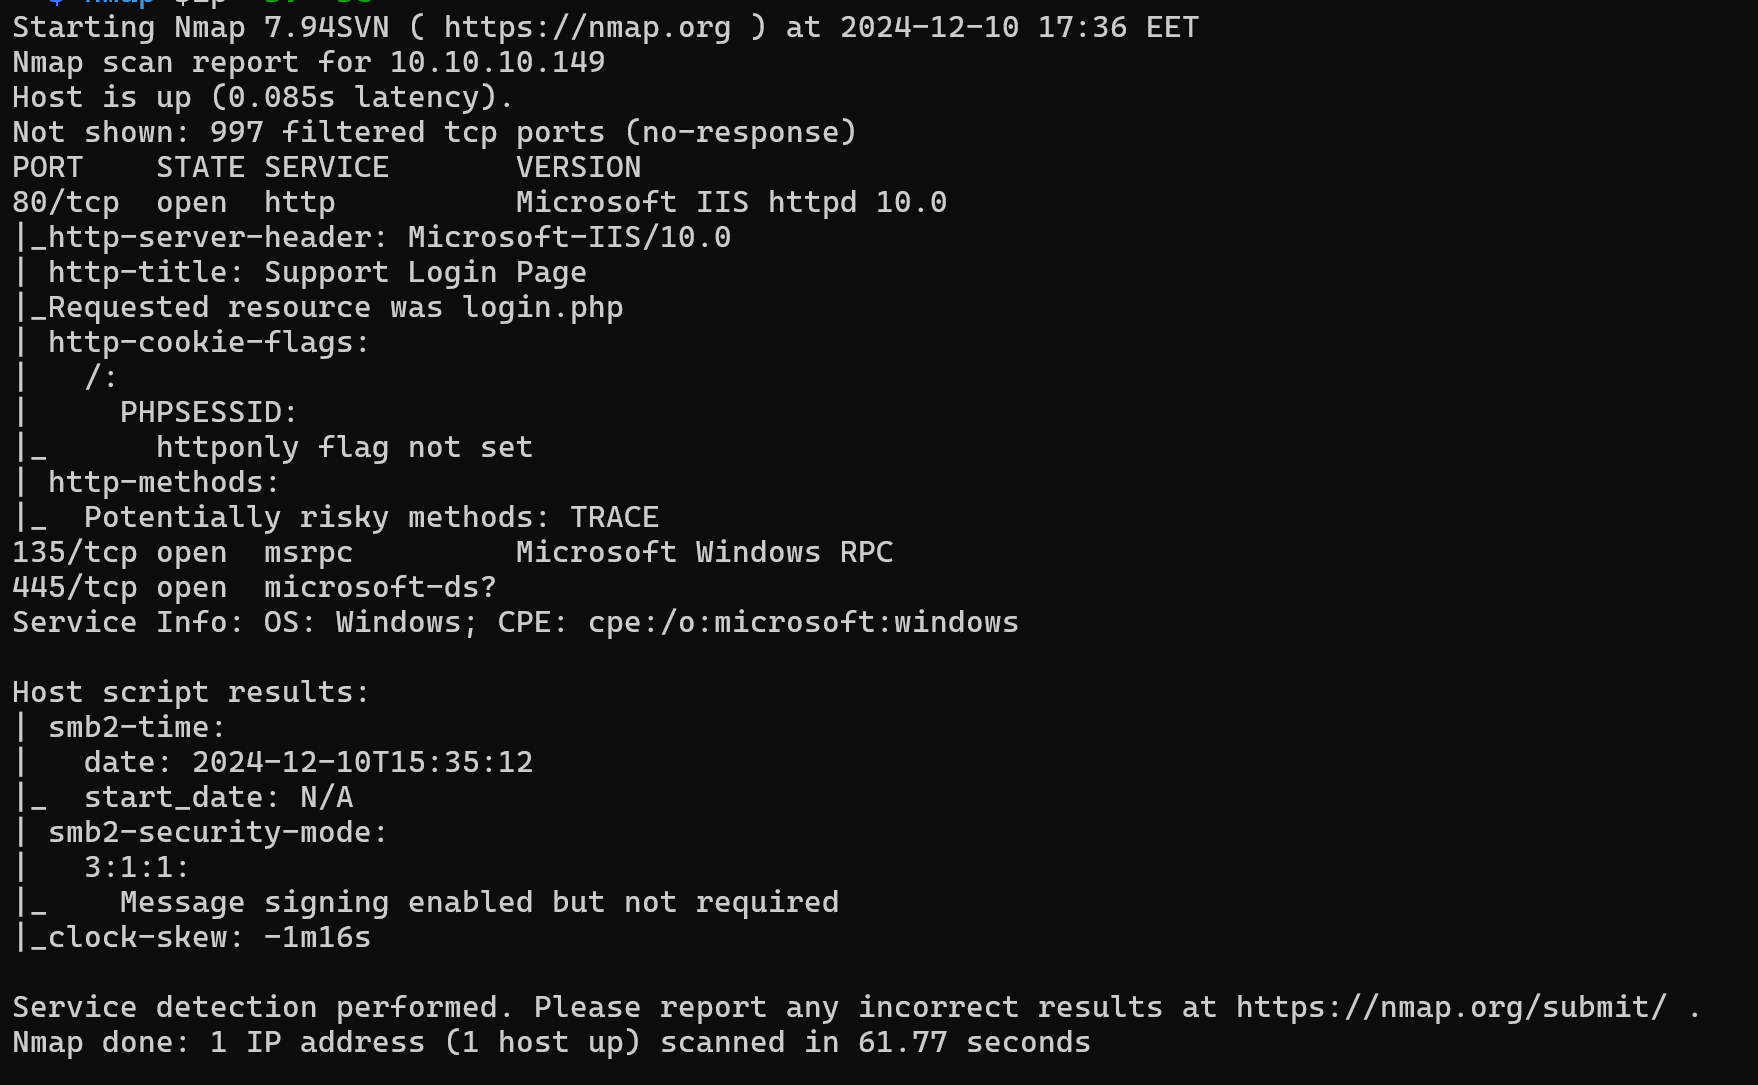 Starting Nmap 7.94SVN ( https://nmap.org ) at 2024-12-10 17:36 EET
Nmap scan report for 10.10.10.149
Host is up (0.085s latency).
Not shown: 997 filtered tcp ports (no-response)
PORT    STATE SERVICE       VERSION
80/tcp  open  http          Microsoft IIS httpd 10.0
|_http-server-header: Microsoft-IIS/10.0
| http-title: Support Login Page
|_Requested resource was login.php
| http-cookie-flags:
|   /:
|     PHPSESSID:
|_      httponly flag not set
| http-methods:
|_  Potentially risky methods: TRACE
135/tcp open  msrpc         Microsoft Windows RPC
445/tcp open  microsoft-ds?
Service Info: OS: Windows; CPE: cpe:/o:microsoft:windows

Host script results:
| smb2-time:
|   date: 2024-12-10T15:35:12
|_  start_date: N/A
| smb2-security-mode:
|   3:1:1:
|_    Message signing enabled but not required
|_clock-skew: -1m16s

Service detection performed. Please report any incorrect results at https://nmap.org/submit/ .
Nmap done: 1 IP address (1 host up) scanned in 61.77 seconds